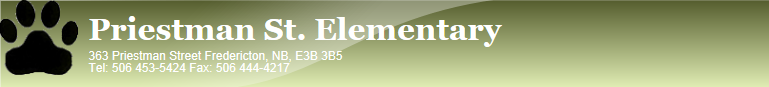 Priestman St. Elementary
363 Priestman Street Fredericton, NB, E3B 3B5
Tel: 506 453-5424 Fax: 506 444-4217